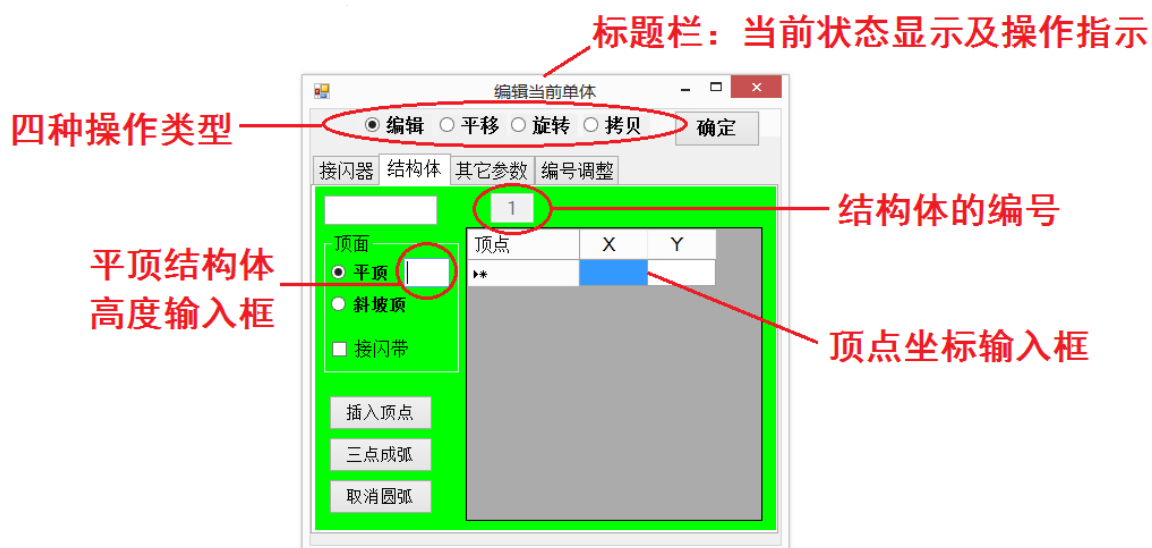 标题栏：当前状态显示及操作指示
编辑当前单体
四种操作类型
编辑 平移 旋转 拷贝 确定
接闪器 结构体 其它参数 编号调整
1
结构体的编号
顶面
顶点 X Y
平顶
平顶结构体
高度输入框
斜坡顶
接闪带
顶点坐标输入框
插入顶点
三点成弧
取消圆弧